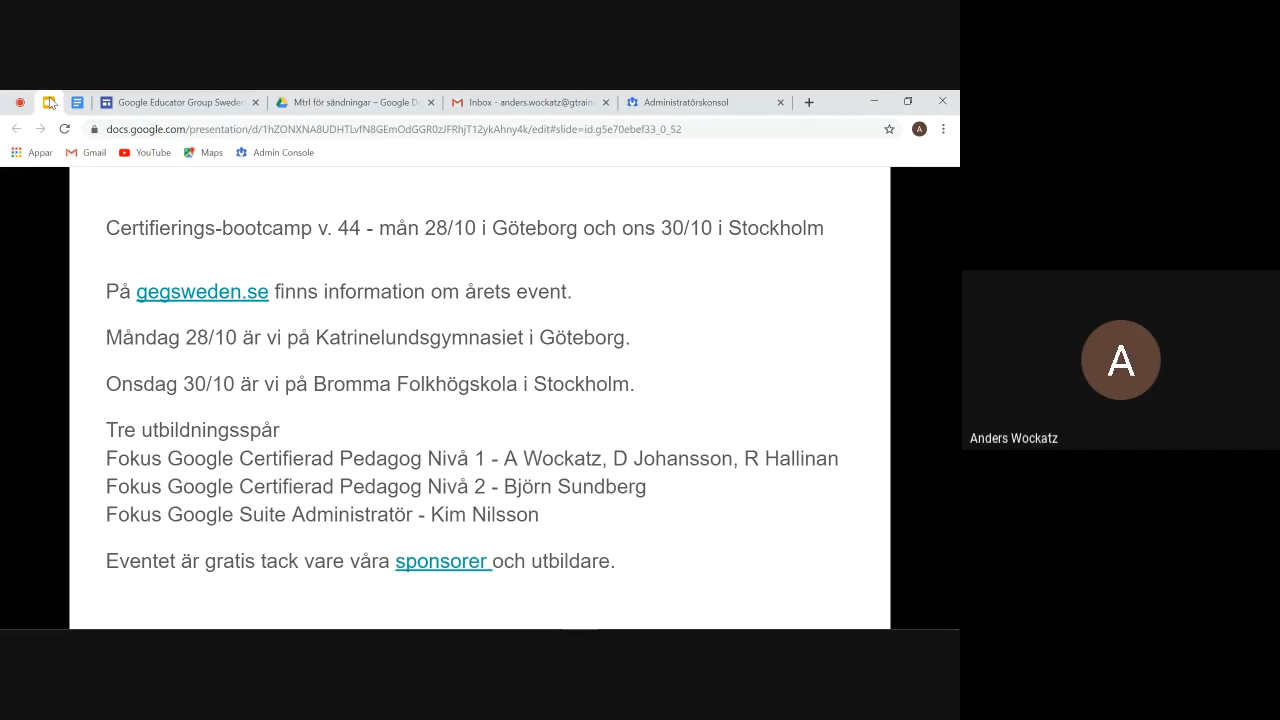 Google Educator Group Sweden
Mtrl för sändningar – Google D
Inbox - anders.wockatz@gtrain
Administratörskonsol
docs.google.com/presentation/d/1hZONXNA8UDHTLvfN8GEmOdGGR0zJFRhjT12ykAhny4k/edit#slide=id.g5e70ebef33_0_52
A
Appar
Gmail
YouTube
Maps
Admin Console
Certifierings-bootcamp v. 44 - mån 28/10 i Göteborg och ons 30/10 i Stockholm
På gegsweden.se finns information om årets event.
Måndag 28/10 är vi på Katrinelundsgymnasiet i Göteborg.
Onsdag 30/10 är vi på Bromma Folkhögskola i Stockholm.
Tre utbildningsspår
Fokus Google Certifierad Pedagog Nivå 1 - A Wockatz, D Johansson, R Hallinan
Fokus Google Certifierad Pedagog Nivå 2 - Björn Sundberg
Fokus Google Suite Administratör - Kim Nilsson
Eventet är gratis tack vare våra sponsorer och utbildare.
A
Anders Wockatz